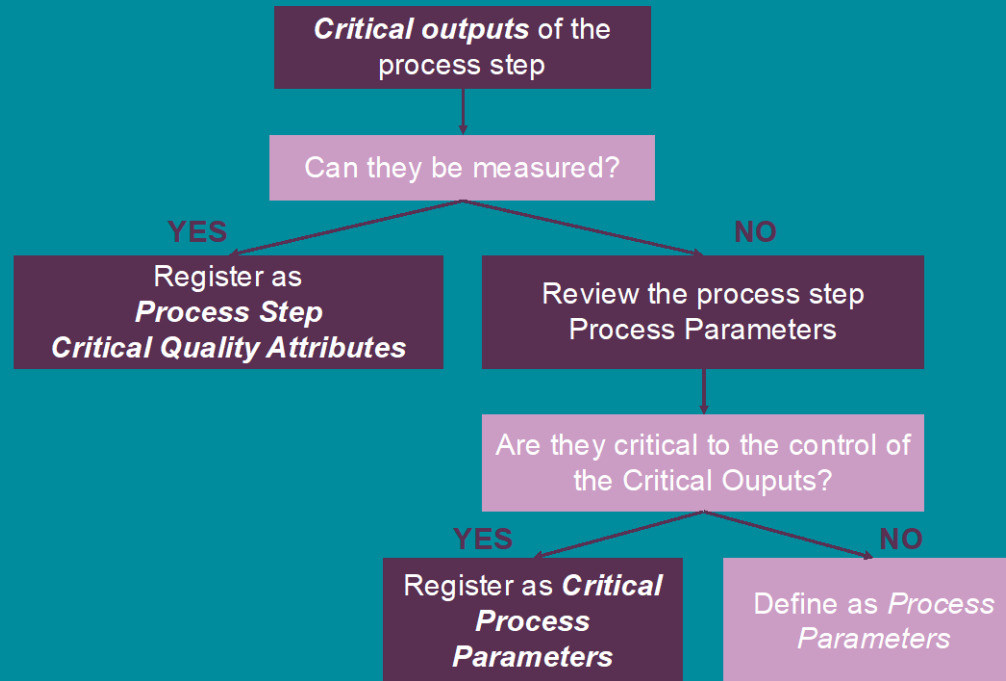 Critical outputs of the
process step
Can they be measured?
YES
NO
Register as
Process Step
Critical Quality Attributes
Review the process step
Process Parameters
Are they critical to the control of
the Critical Ouputs?
YES
NO
Register as Critical
Process
Parameters
Define as Process
Parameters